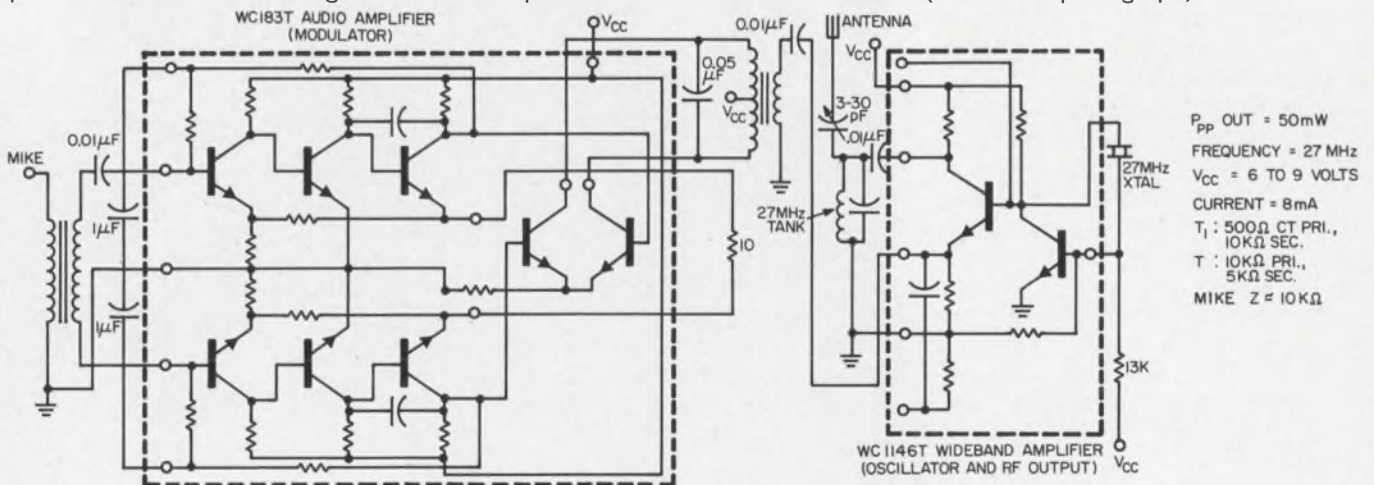 WC183T AUDIO AMPLIFIER
(MODULATOR)
VCC
0.01µF
ANTENNA
VCC
MIKE
0.01µF
1µF
1µF
10
0.05
µF
VCC
3-30
pF
.01µF
27MHz
TANK
27MHz
XTAL
13K
VCC
WC1146T WIDEBAND AMPLIFIER
(OSCILLATOR AND RF OUTPUT)
PPP OUT = 50mW
FREQUENCY = 27 MHz
VCC = 6 TO 9 VOLTS
CURRENT = 8mA
T1 : 500Ω CT PRI.,
10KΩ SEC.
T : 10KΩ PRI.,
5KΩ SEC.
MIKE Z ≈ 10KΩ